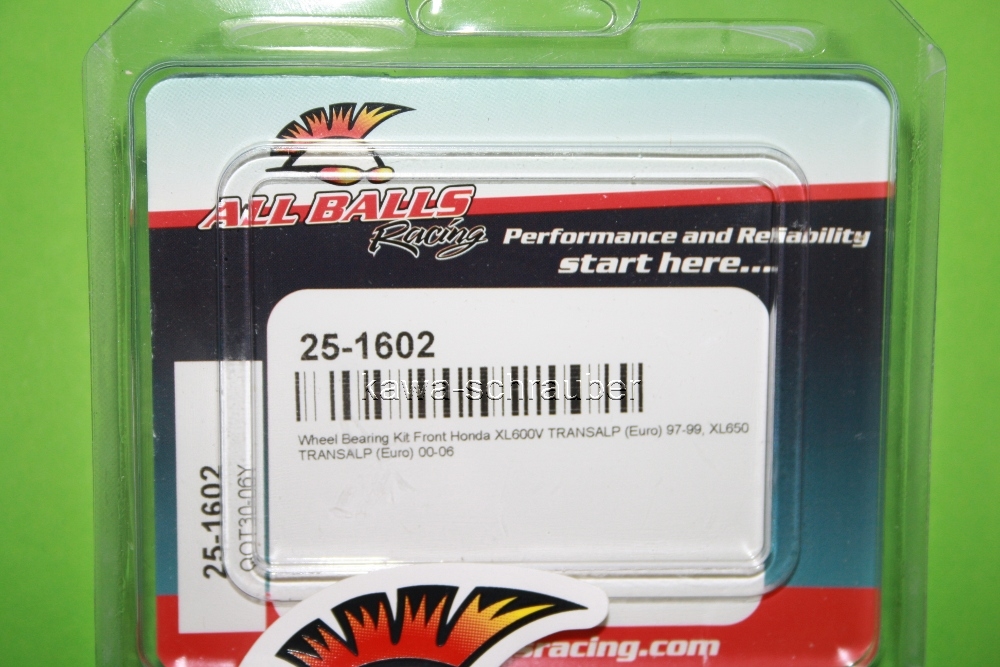 ALL BALLS
Racing
Performance and Reliability
start here....
25-1602
kawa-schrauber
Wheel Bearing Kit Front Honda XL600V TRANSALP (Euro) 97-99, XL650
TRANSALP (Euro) 00-06
25-1602
QOT30-06Y
racing.com